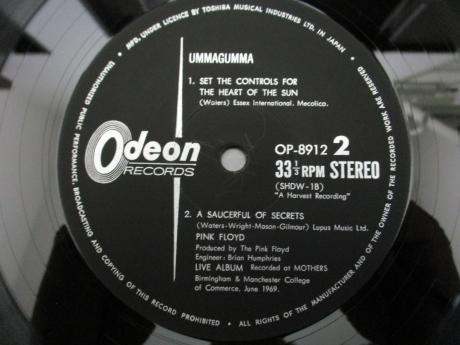 MFD. UNDER LICENCE BY TOSHIBA MUSICAL INDUSTRIES LTD. IN JAPAN
ALL RIGHTS OF THE MANUFACTURER AND OF THE OWNER OF THE RECORDED WORK ARE RESERVED
UNAUTHORIZED PUBLIC PERFORMANCE, BROADCASTING AND COPYING OF THIS RECORD PROHIBITED
UMMAGUMMA
1. SET THE CONTROLS FOR
THE HEART OF THE SUN
(Waters) Essex International. Mecolico.
Odeon
RECORDS
OP-8912 2
33 1/3 RPM STEREO
(SHDW-1B)
"A Harvest Recording"
2. A SAUCERFUL OF SECRETS
(Waters-Wright-Mason-Gilmour) Lupus Music Ltd.
PINK FLOYD
Produced by The Pink Floyd
Engineer: Brian Humphries
LIVE ALBUM Recorded at MOTHERS
Birmingham & Manchester College
of Commerce. June 1969.